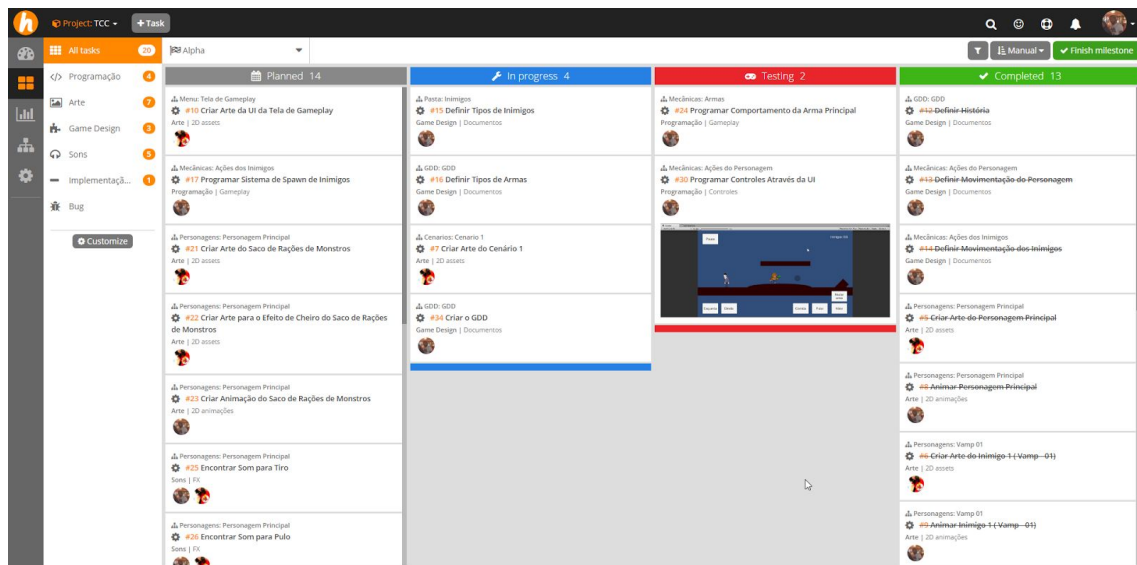 h
Project: TCC
+Task
All tasks 20
Programação 4
Arte 7
Game Design 3
Sons 5
Implementaçã... 1
Bug
Customize
Alpha
Manual
Finish milestone
Planned 14
Menu: Tela de Gameplay
#10 Criar Arte da UI da Tela de Gameplay
Arte | 2D assets
Mecânicas: Ações dos Inimigos
#17 Programar Sistema de Spawn de Inimigos
Programação | Gameplay
Personagens: Personagem Principal
#21 Criar Arte do Saco de Rações de Monstros
Arte | 2D assets
Personagens: Personagem Principal
#22 Criar Arte para o Efeito de Cheiro do Saco de Rações
de Monstros
Arte | 2D assets
Personagens: Personagem Principal
#23 Criar Animação do Saco de Rações de Monstros
Arte | 2D animações
Personagens: Personagem Principal
#25 Encontrar Som para Tiro
Sons | FX
Personagens: Personagem Principal
#26 Encontrar Som para Pulo
Sons | FX
In progress 4
Pasta: Inimigos
#15 Definir Tipos de Inimigos
Game Design | Documentos
GDD: GDD
#16 Definir Tipos de Armas
Game Design | Documentos
Cenarios: Cenario 1
#7 Criar Arte do Cenário 1
Arte | 2D assets
GDD: GDD
#34 Criar o GDD
Game Design | Documentos
Testing 2
Mecânicas: Armas
#24 Programar Comportamento da Arma Principal
Programação | Gameplay
Mecânicas: Ações do Personagem
#30 Programar Controles Através da UI
Programação | Controles
Completed 13
GDD: GDD
#12 Definir História
Game Design | Documentos
Mecânicas: Ações do Personagem
#13 Definir Movimentação do Personagem
Game Design | Documentos
Mecânicas: Ações dos Inimigos
#14 Definir Movimentação dos Inimigos
Game Design | Documentos
Personagens: Personagem Principal
#5 Criar Arte do Personagem Principal
Arte | 2D assets
Personagens: Personagem Principal
#8 Animar Personagem Principal
Arte | 2D animações
Personagens: Vamp 01
#6 Criar Arte do Inimigo 1 ( Vamp - 01)
Arte | 2D assets
Personagens: Vamp 01
#9 Animar Inimigo 1 ( Vamp - 01)
Arte | 2D animações